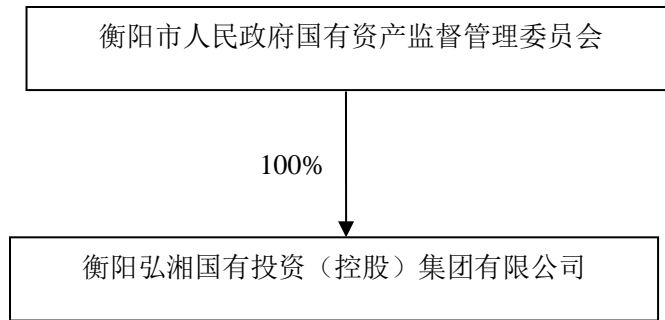 衡阳市人民政府国有资产监督管理委员会
100%
衡阳弘湘国有投资（控股）集团有限公司